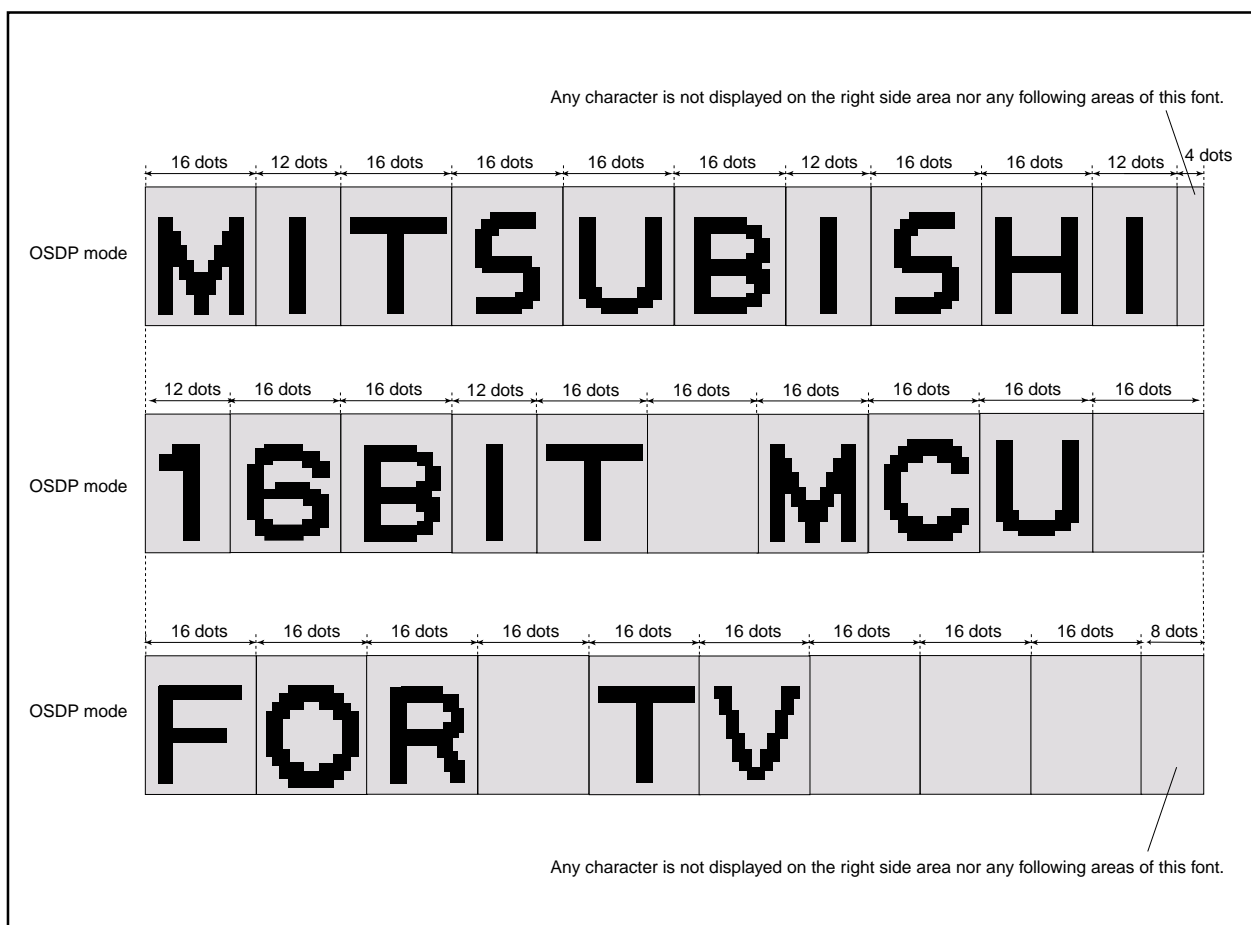 Any character is not displayed on the right side area nor any following areas of this font.
16 dots 12 dots 16 dots 16 dots 16 dots 16 dots 12 dots 16 dots 16 dots 12 dots 4 dots
OSDP mode MITSUBISHI
12 dots 16 dots 16 dots 12 dots 16 dots 16 dots 16 dots 16 dots 16 dots 16 dots
OSDP mode 16BIT MCU
16 dots 16 dots 16 dots 16 dots 16 dots 16 dots 16 dots 16 dots 16 dots 8 dots
OSDP mode FOR TV
Any character is not displayed on the right side area nor any following areas of this font.